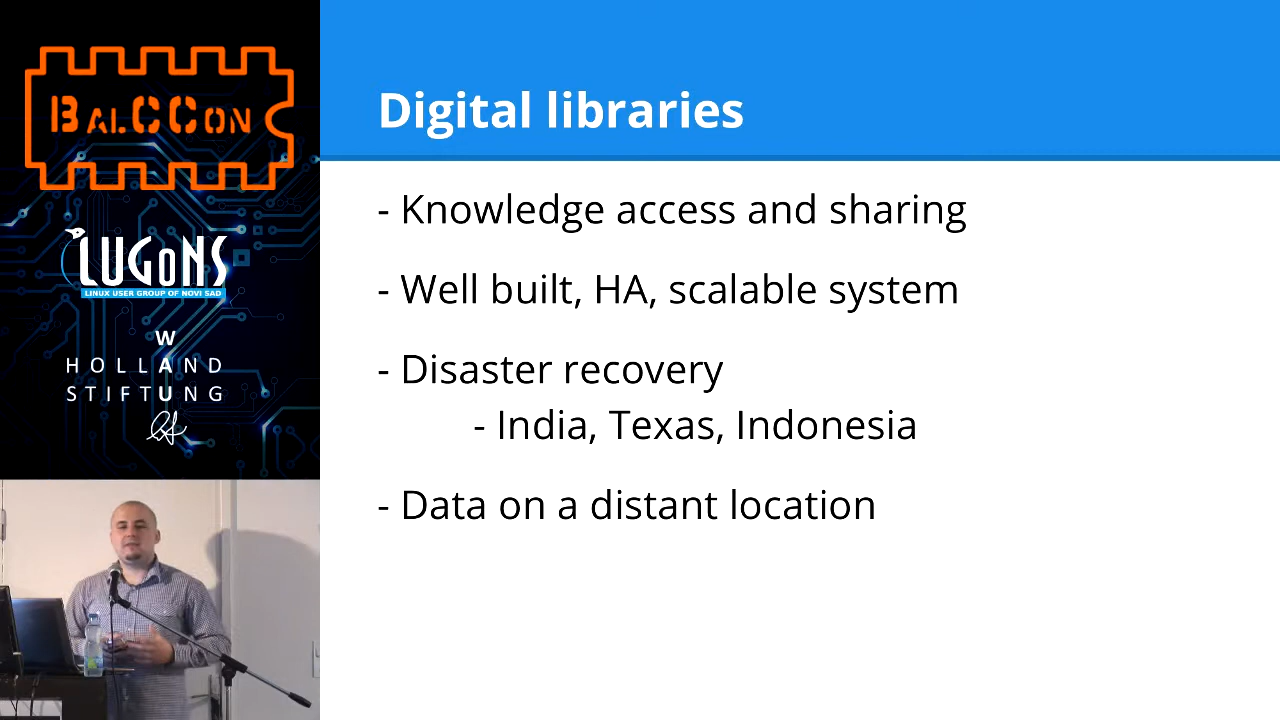 BALCCON
LUGoNS
LINUX USER GROUP OF NOVI SAD
W
HOLLAND
STIFTUNG
Digital libraries
- Knowledge access and sharing
- Well built, HA, scalable system
- Disaster recovery
- India, Texas, Indonesia
- Data on a distant location